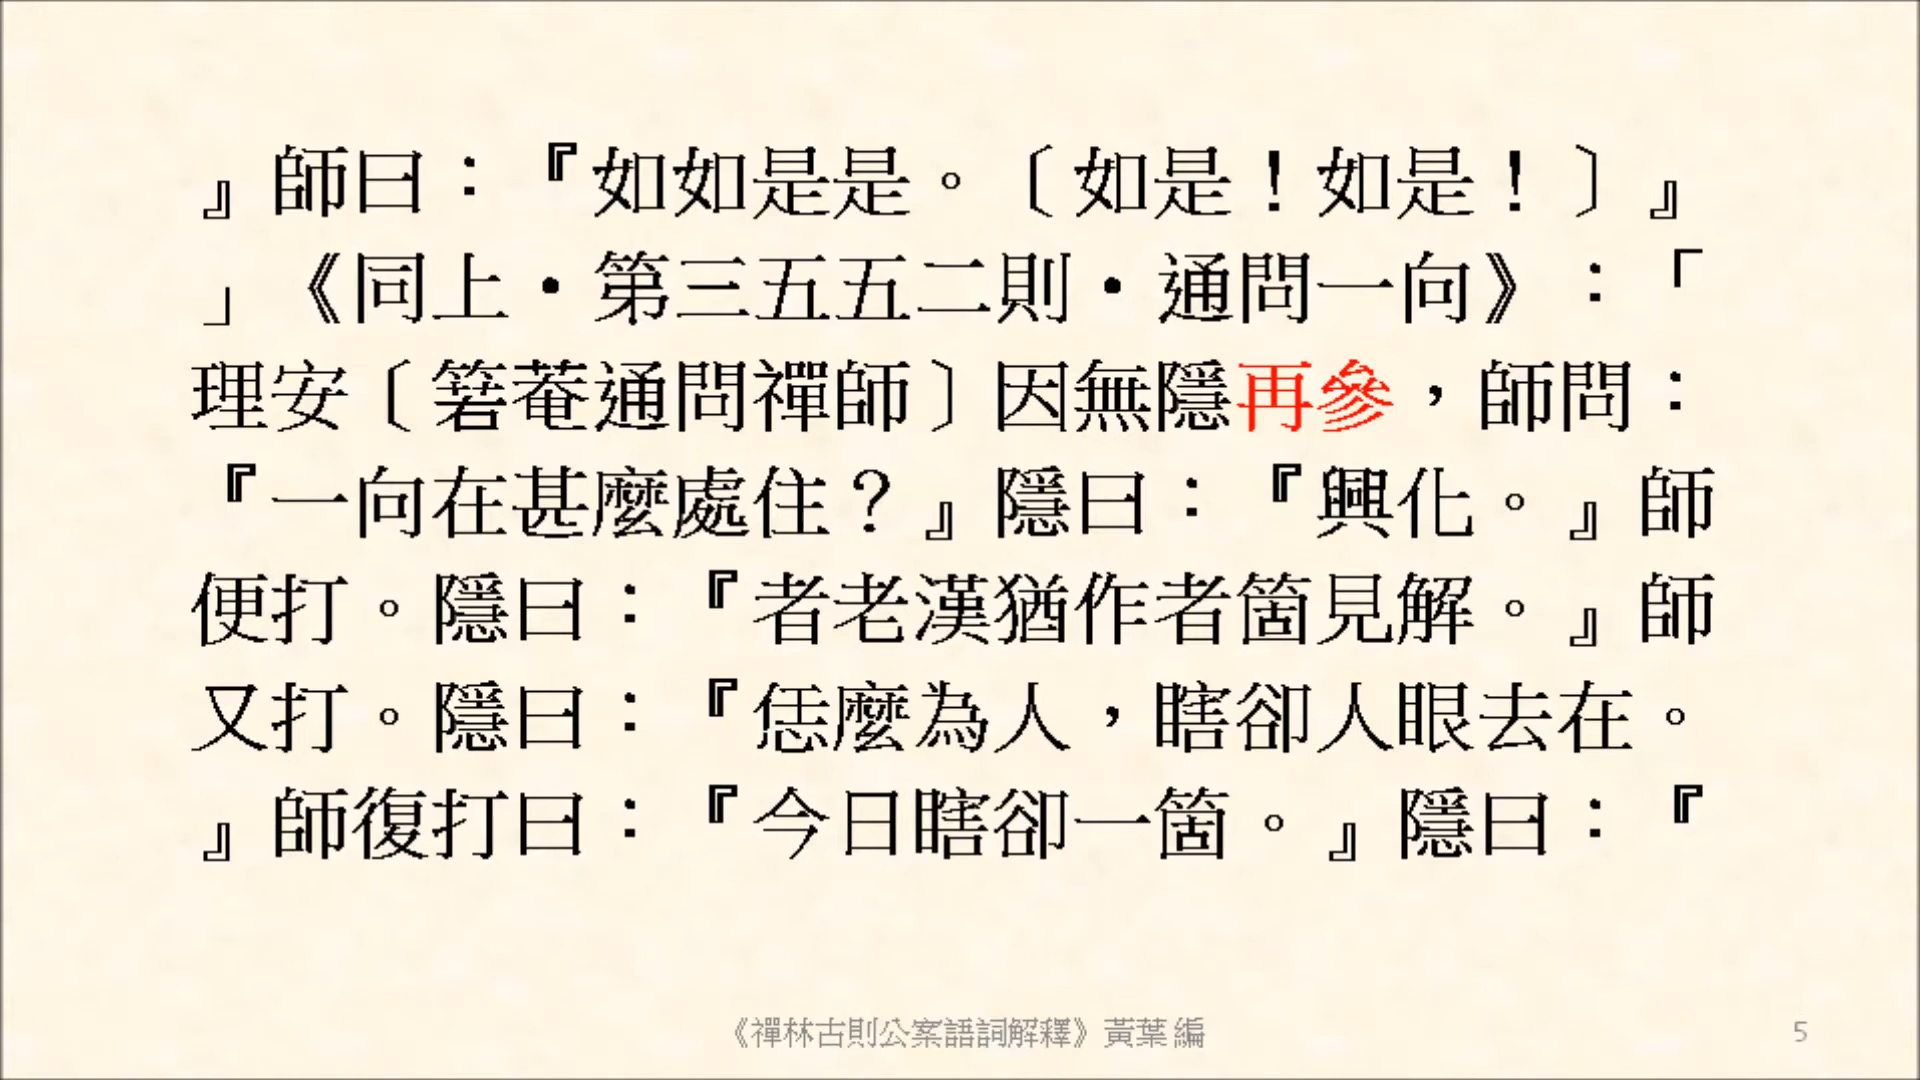 』師曰：『如如是是。〔如是！如是！〕』
」《同上‧第三五五二則‧通問一向》：「
理安〔箬菴通問禪師〕因無隱再參，師問：
『一向在甚麼處住？』隱曰：『興化。』師
便打。隱曰：『者老漢猶作者箇見解。』師
又打。隱曰：『恁麼為人，瞎卻人眼去在。
』師復打曰：『今日瞎卻一箇。』隱曰：『
《禪林古則公案語詞解釋》黃葉 編
5